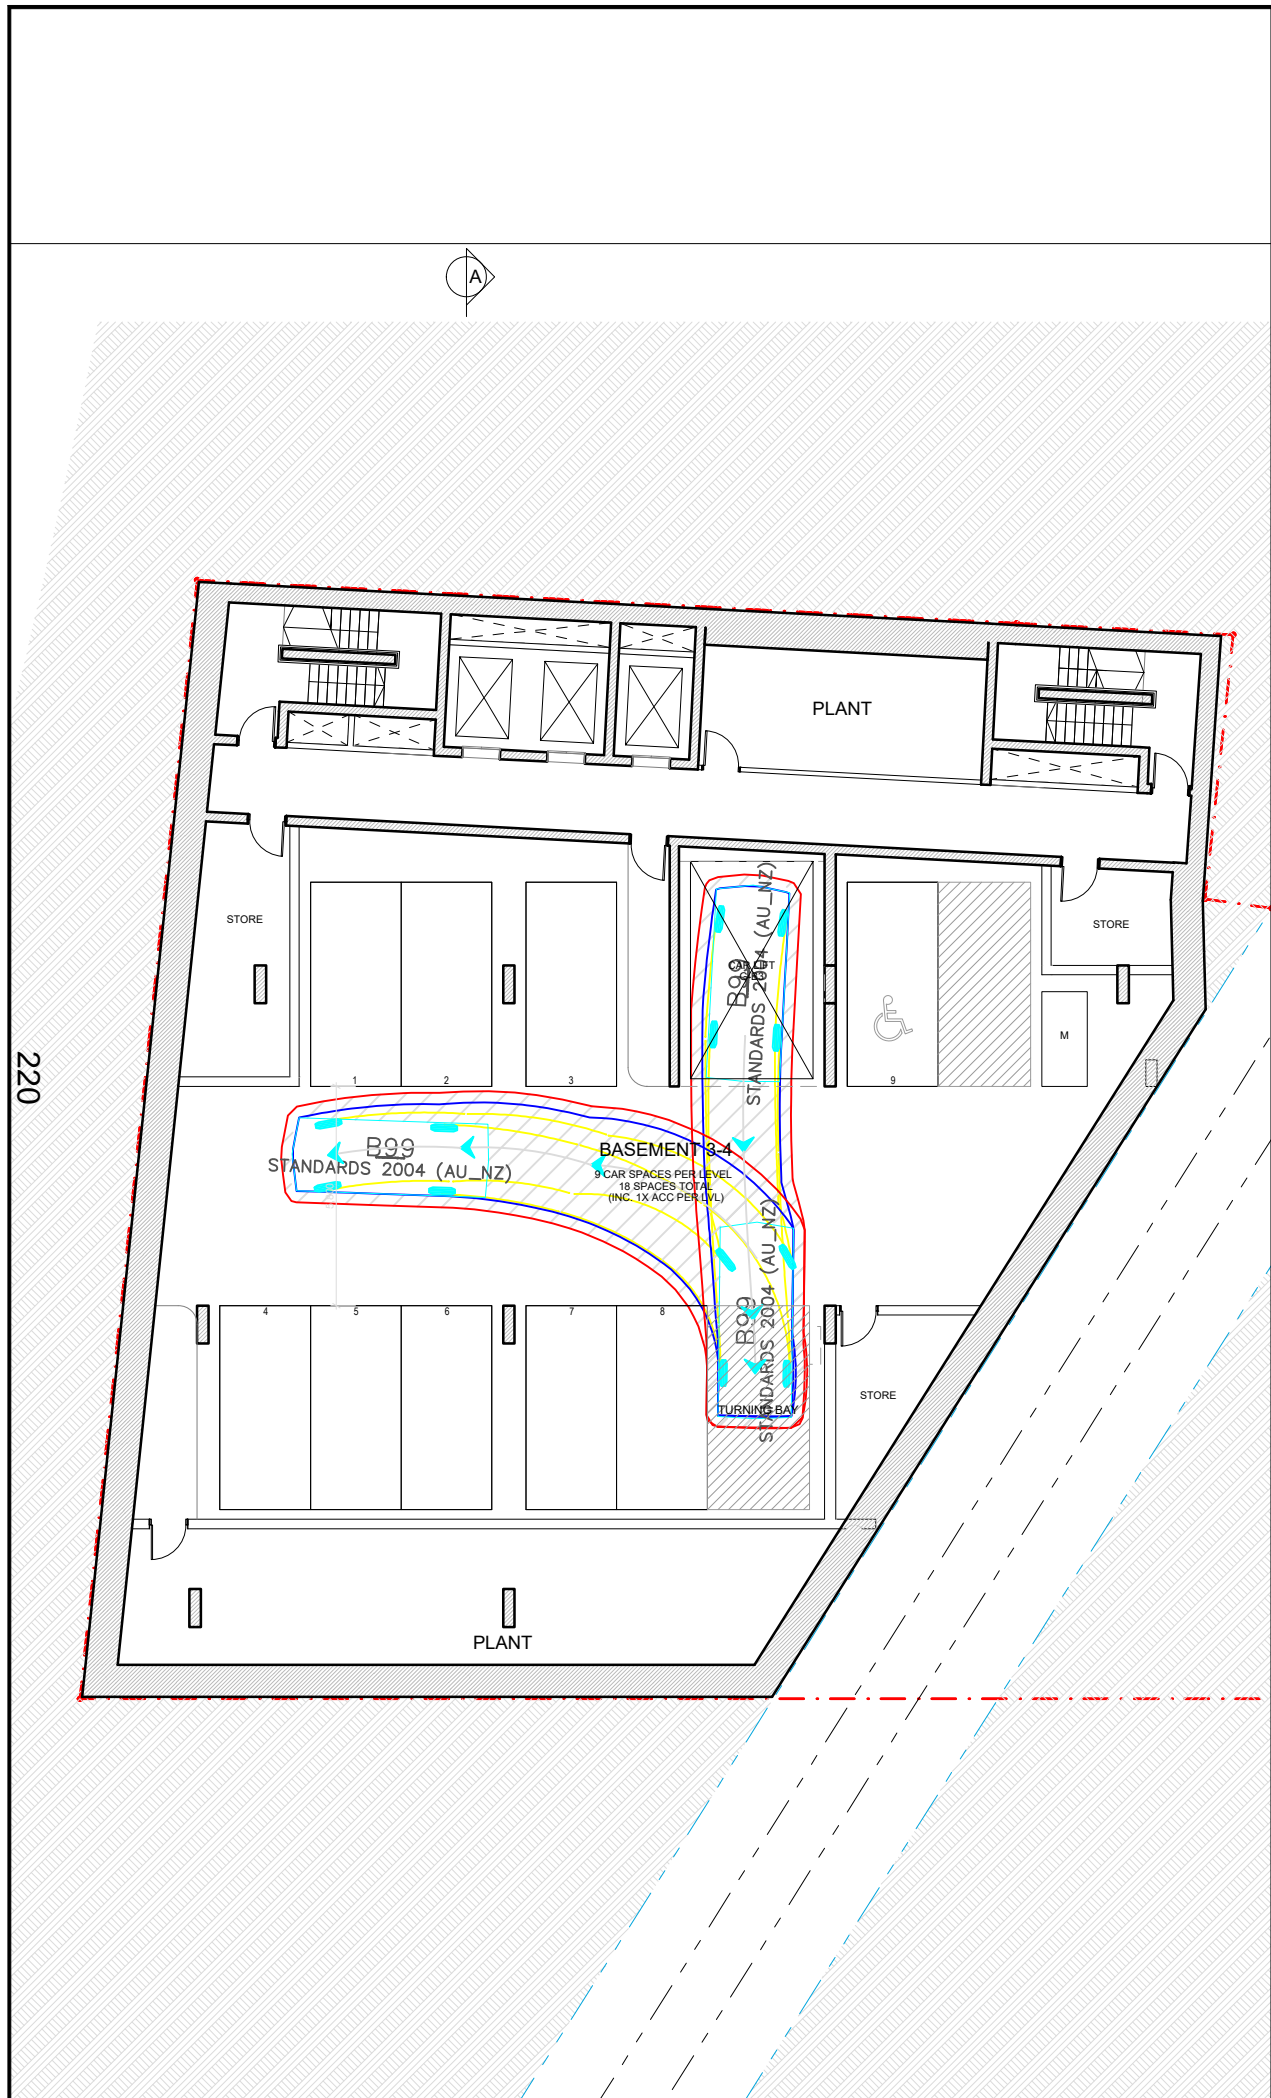 A
PLANT
STORE
STORE
CAR LIFT
B99
STANDARDS 2004 (AU_NZ)
M
1
2
3
9
220
B99
STANDARDS 2004 (AU_NZ)
BASEMENT 3-4
9 CAR SPACES PER LEVEL
18 SPACES TOTAL
(INC. 1X ACC PER LVL)
4
5
6
7
8
B99
STANDARDS 2004 (AU_NZ)
STORE
TURNING BAY
PLANT